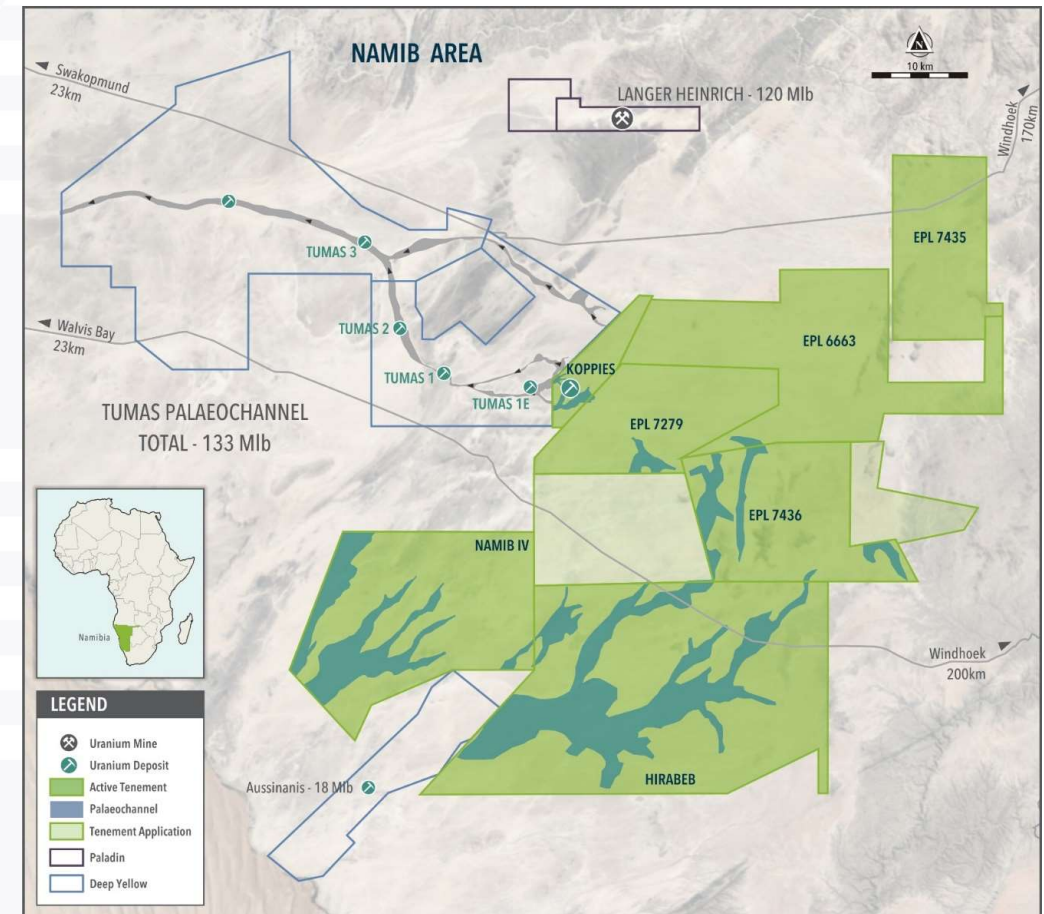 NAMIB AREA
N
10 km
Swakopmund
23km
LANGER HEINRICH - 120 Mlb
Windhoek
170km
EPL 7435
TUMAS 3
Walvis Bay
23km
TUMAS 2
EPL 6663
TUMAS 1
KOPPIES
TUMAS 1E
TUMAS PALAEOCHANNEL
TOTAL - 133 Mlb
EPL 7279
EPL 7436
NAMIB IV
Namibia
Windhoek
200km
LEGEND
Uranium Mine
Uranium Deposit
Active Tenement
Palaeochannel
Tenement Application
Paladin
Deep Yellow
Aussinanis - 18 Mlb
HIRABEB